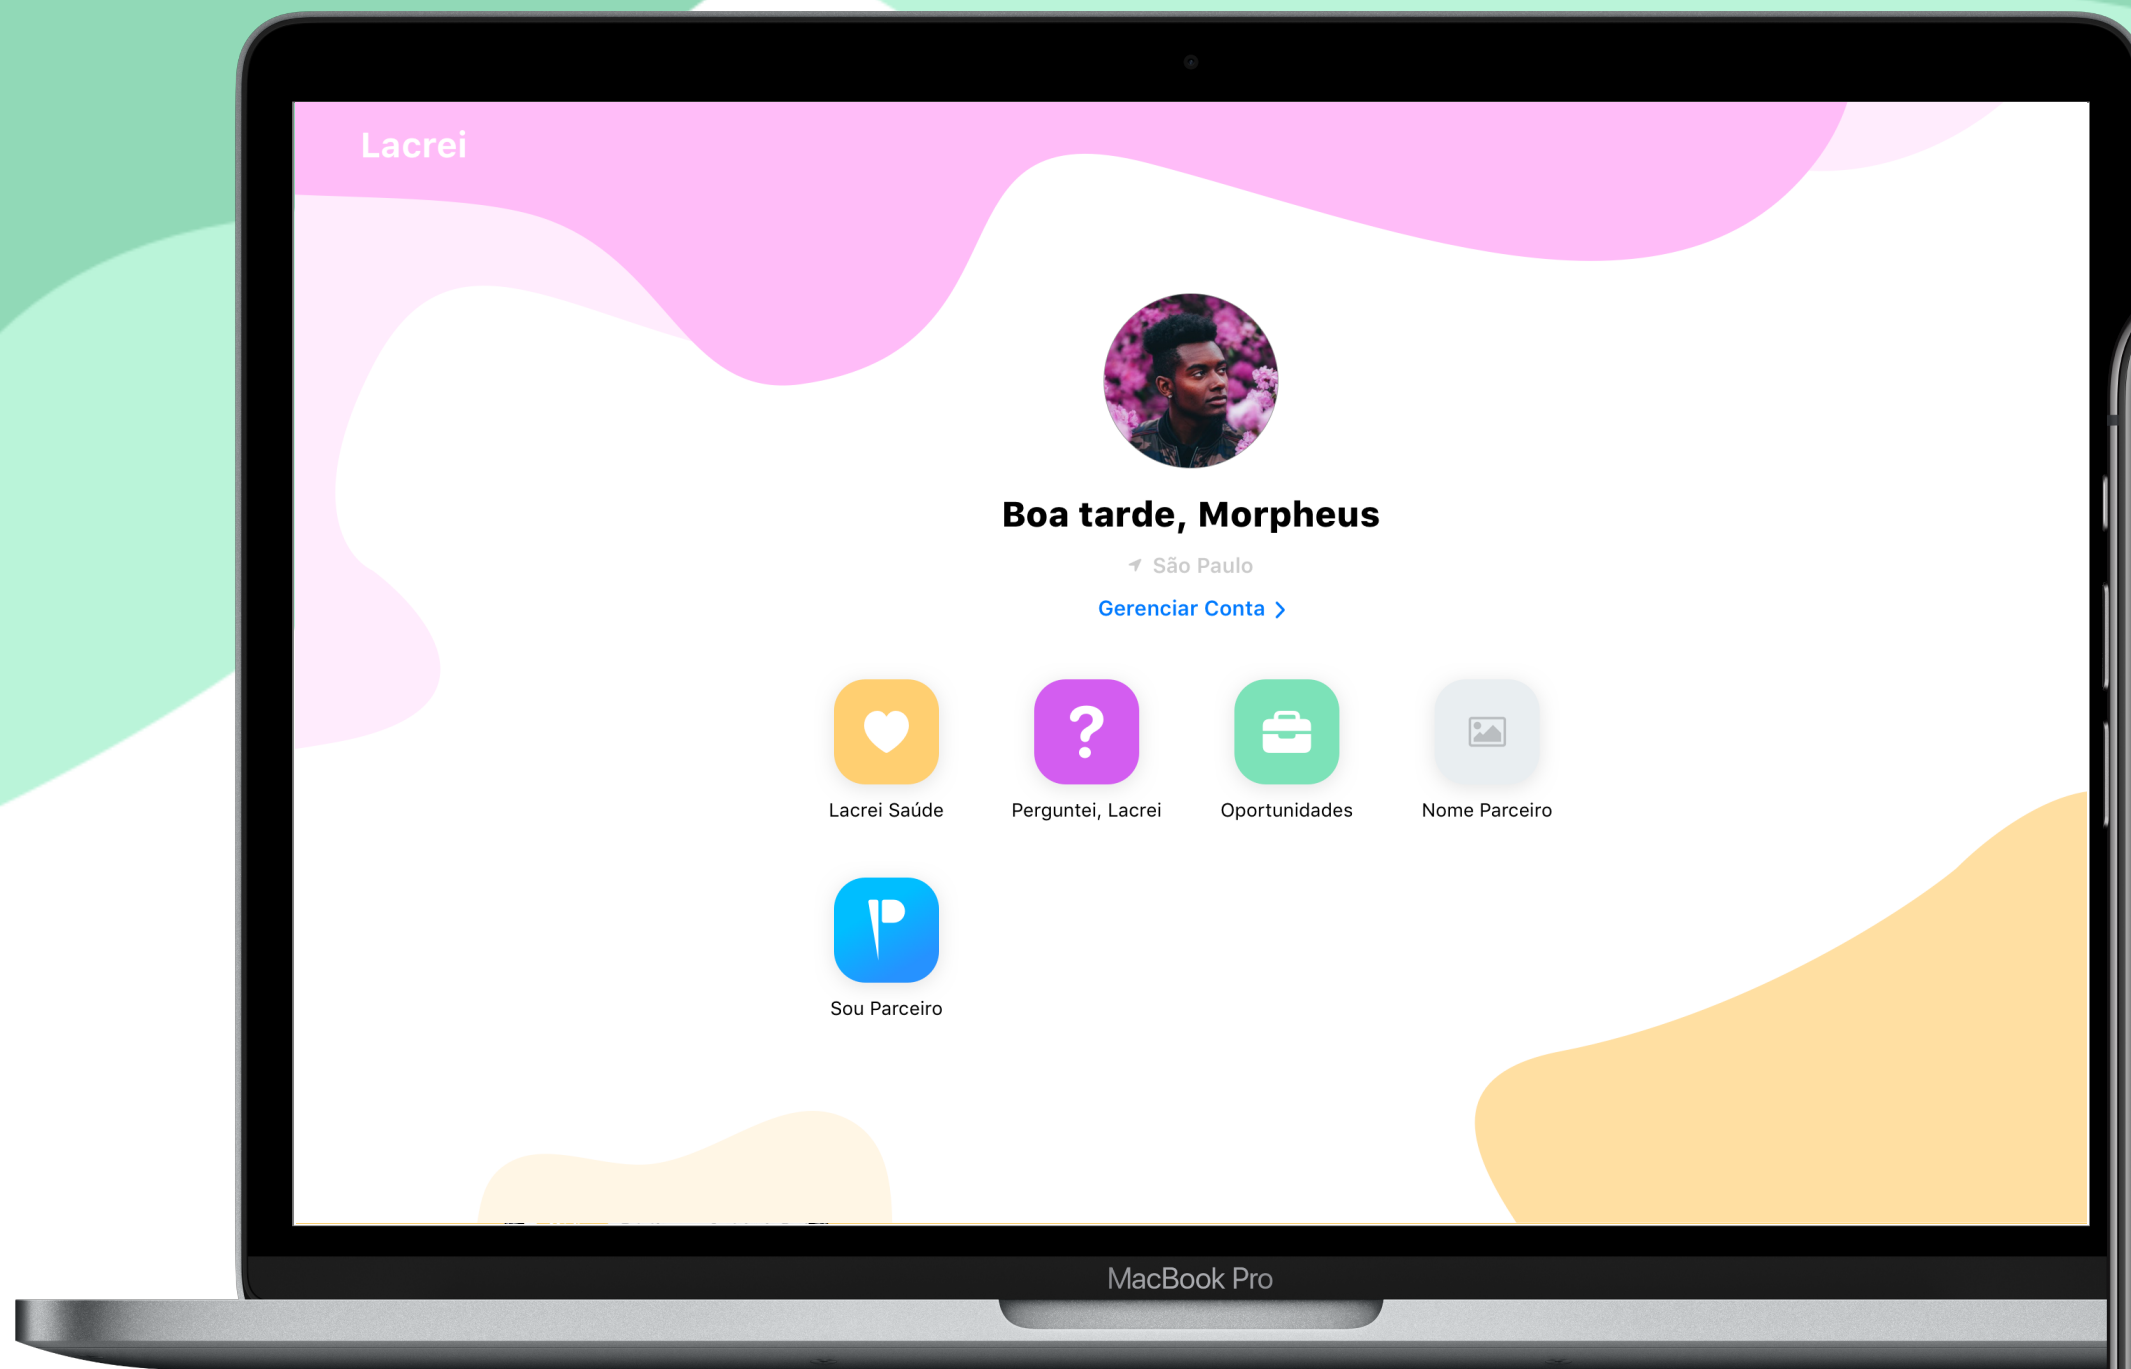 Lacrei
Boa tarde, Morpheus
São Paulo
Gerenciar Conta
Lacrei Saúde
Perguntei, Lacrei
Oportunidades
Nome Parceiro
Sou Parceiro
MacBook Pro